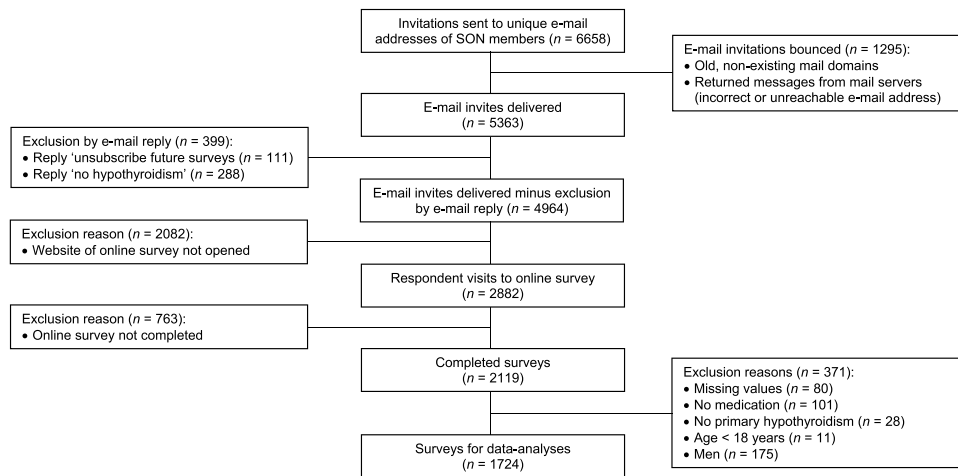 Invitations sent to unique e-mail
addresses of SON members (n = 6658)
E-mail invitations bounced (n = 1295):
• Old, non-existing mail domains
• Returned messages from mail servers
(incorrect or unreachable e-mail address)
E-mail invites delivered
(n = 5363)
Exclusion by e-mail reply (n = 399):
• Reply ‘unsubscribe future surveys (n = 111)
• Reply ‘no hypothyroidism’ (n = 288)
E-mail invites delivered minus exclusion
by e-mail reply (n = 4964)
Exclusion reason (n = 2082):
• Website of online survey not opened
Respondent visits to online survey
(n = 2882)
Exclusion reason (n = 763):
• Online survey not completed
Completed surveys
(n = 2119)
Exclusion reasons (n = 371):
• Missing values (n = 80)
• No medication (n = 101)
• No primary hypothyroidism (n = 28)
• Age < 18 years (n = 11)
• Men (n = 175)
Surveys for data-analyses
(n = 1724)